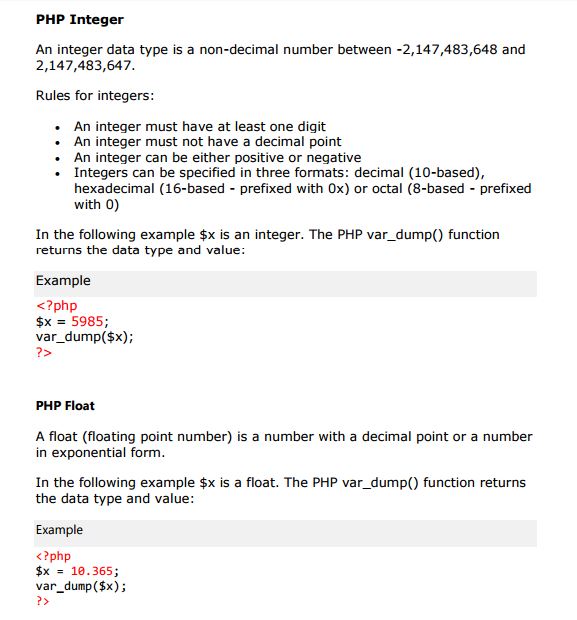 PHP Integer
An integer data type is a non-decimal number between -2,147,483,648 and
2,147,483,647.
Rules for integers:
• An integer must have at least one digit
• An integer must not have a decimal point
• An integer can be either positive or negative
• Integers can be specified in three formats: decimal (10-based),
hexadecimal (16-based - prefixed with 0x) or octal (8-based - prefixed
with 0)
In the following example $x is an integer. The PHP var_dump() function
returns the data type and value:
Example
<?php
$x = 5985;
var_dump($x);
?>
PHP Float
A float (floating point number) is a number with a decimal point or a number
in exponential form.
In the following example $x is a float. The PHP var_dump() function returns
the data type and value:
Example
<?php
$x = 10.365;
var_dump($x);
?>